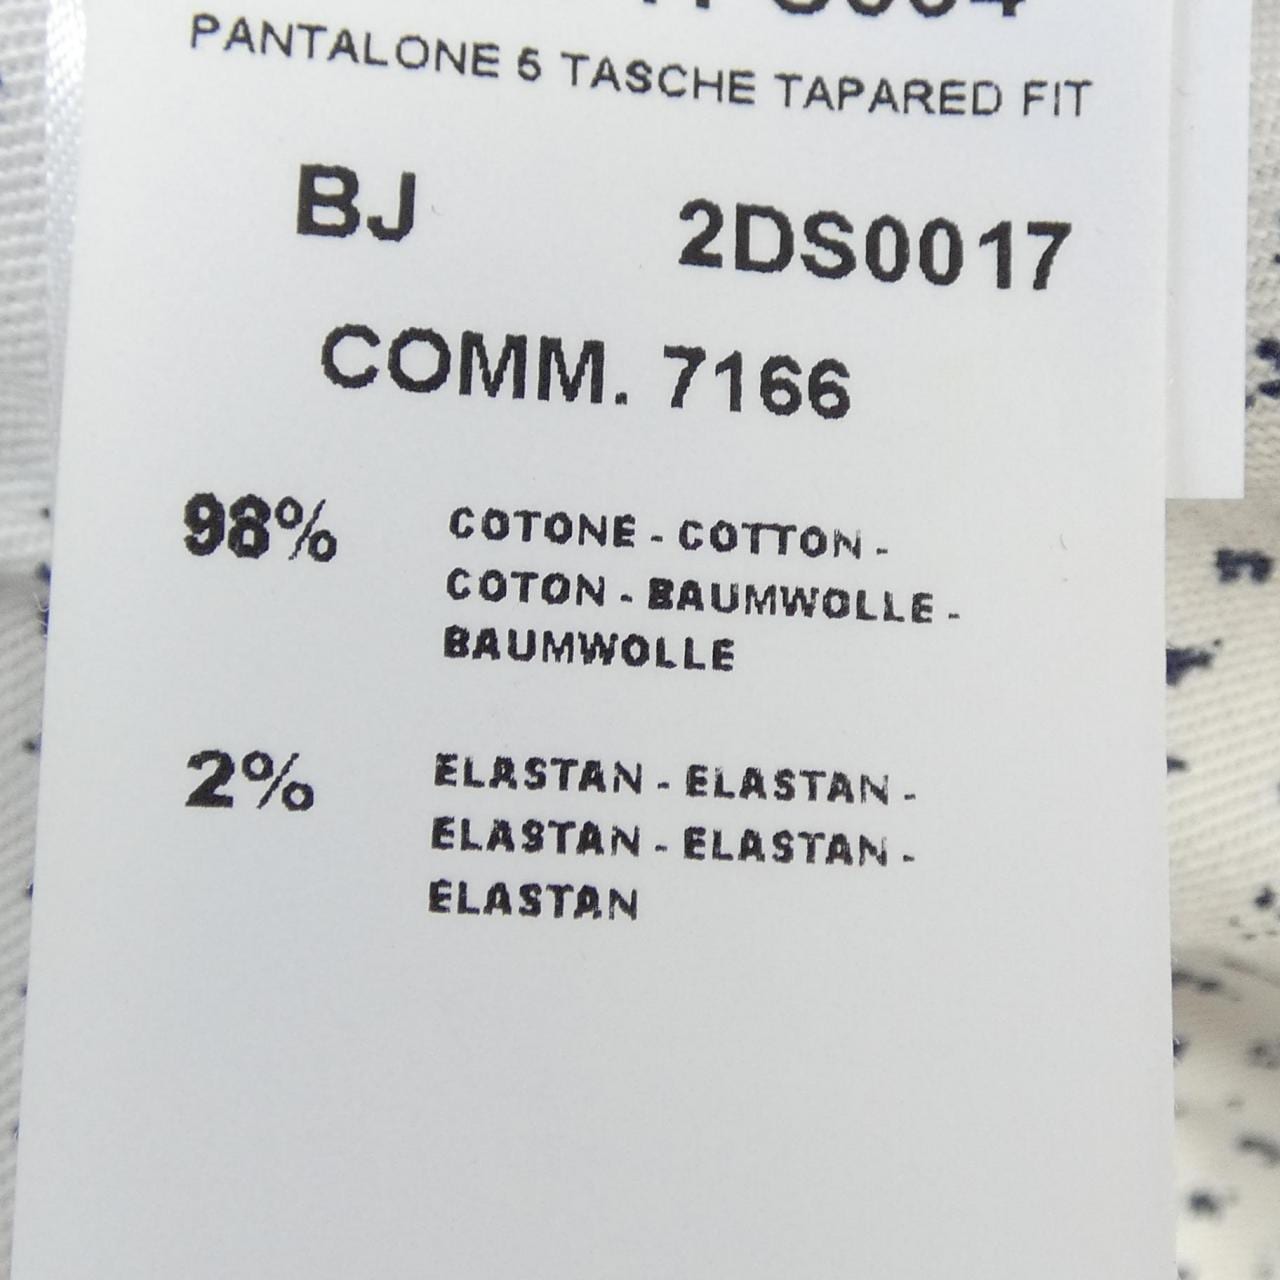 PANTALONE 5 TASCHE TAPARED FIT
BJ 2DS0017
COMM. 7166
98% COTONE - COTTON -
COTON - BAUMWOLLE -
BAUMWOLLE
2% ELASTAN - ELASTAN -
ELASTAN - ELASTAN -
ELASTAN